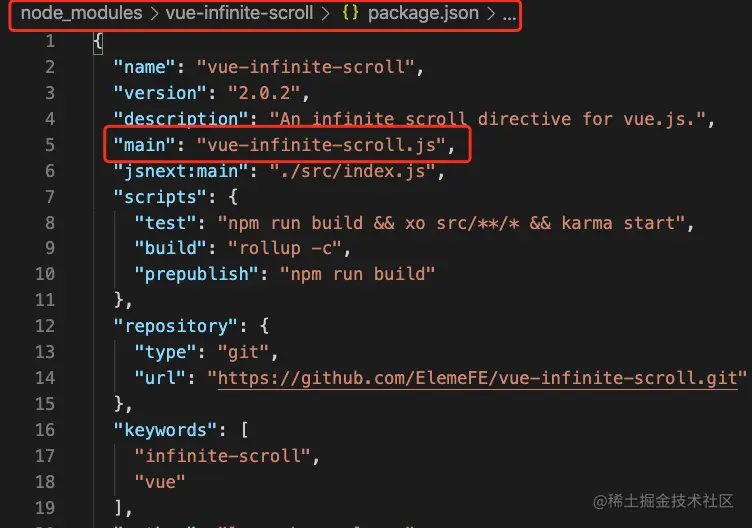 node_modules > vue-infinite-scroll > {} package.json > ...
1 {
2 "name": "vue-infinite-scroll",
3 "version": "2.0.2",
4 "description": "An infinite scroll directive for vue.js.",
5 "main": "vue-infinite-scroll.js",
6 "jsnext:main": "./src/index.js",
7 "scripts": {
8 "test": "npm run build && xo src/**/* && karma start",
9 "build": "rollup -c",
10 "prepublish": "npm run build"
11 },
12 "repository": {
13 "type": "git",
14 "url": "https://github.com/ElemeFE/vue-infinite-scroll.git"
15 },
16 "keywords": [
17 "infinite-scroll",
18 "vue"
19 ],
@稀土掘金技术社区